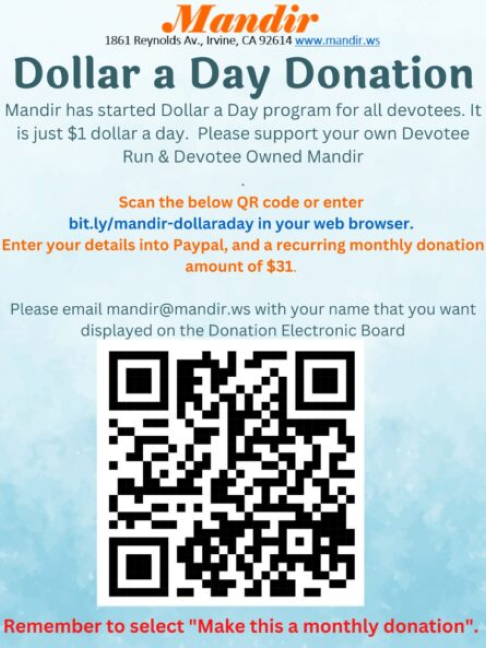 Mandir
1861 Reynolds Av., Irvine, CA 92614 www.mandir.ws
Dollar a Day Donation
Mandir has started Dollar a Day program for all devotees. It
is just $1 dollar a day. Please support your own Devotee
Run & Devotee Owned Mandir
.
Scan the below QR code or enter
bit.ly/mandir-dollaraday in your web browser.
Enter your details into Paypal, and a recurring monthly donation
amount of $31.
Please email mandir@mandir.ws with your name that you want
displayed on the Donation Electronic Board
Remember to select "Make this a monthly donation".